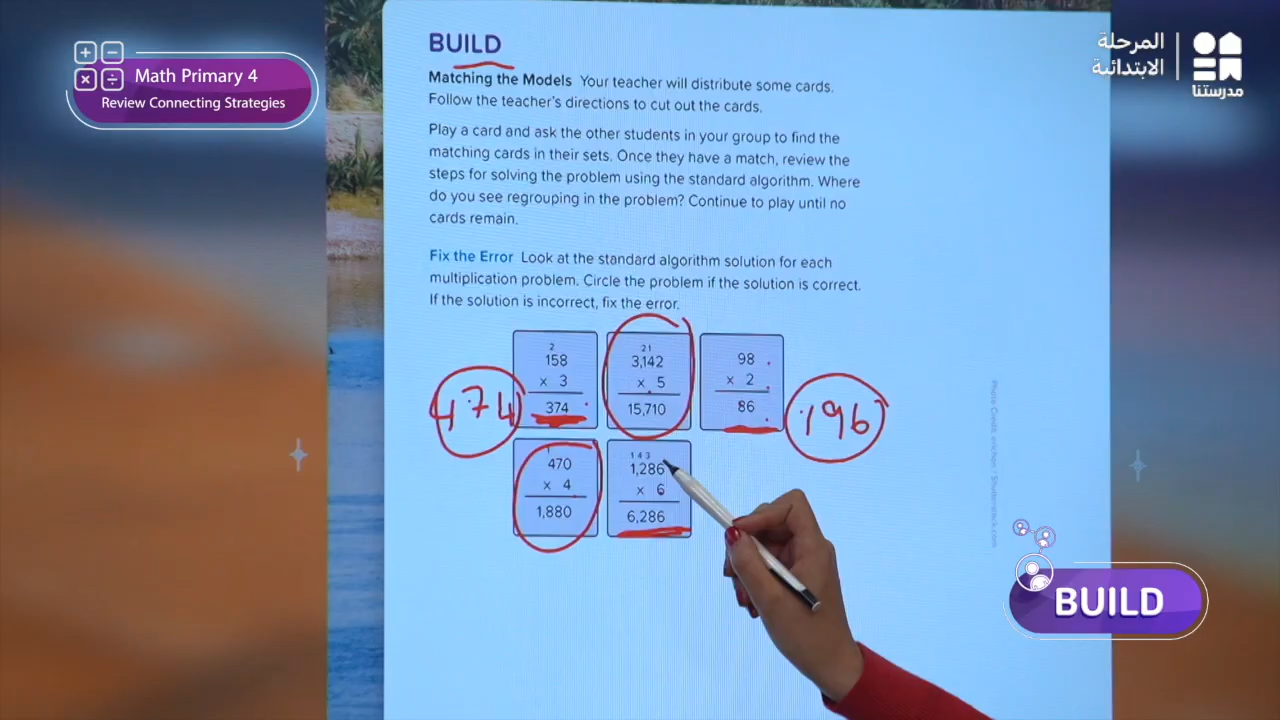 Math Primary 4
Review Connecting Strategies
المرحلة
الابتدائية
مدرستنا
BUILD
Matching the Models Your teacher will distribute some cards.
Follow the teacher's directions to cut out the cards.
Play a card and ask the other students in your group to find the
matching cards in their sets. Once they have a match, review the
steps for solving the problem using the standard algorithm. Where
do you see regrouping in the problem? Continue to play until no
cards remain.
Fix the Error Look at the standard algorithm solution for each
multiplication problem. Circle the problem if the solution is correct.
If the solution is incorrect, fix the error.
2
158
x 3
374
474
21
3,142
x 5
15,710
98
x 2
86
196
1
470
x 4
1,880
1 4 3
1,286
x 6
6,286
BUILD